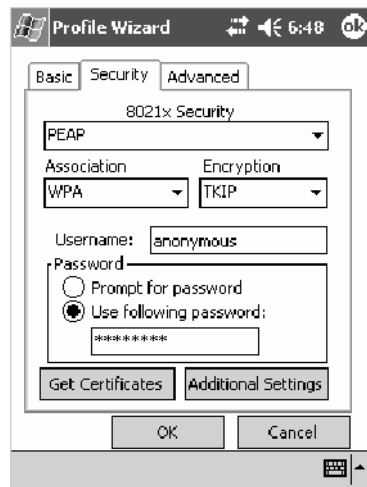 Profile Wizard 6:48 ok
Basic Security Advanced
8021x Security
PEAP
Association Encryption
WPA TKIP
Username: anonymous
Password
Prompt for password
Use following password:
********
Get Certificates Additional Settings
OK Cancel